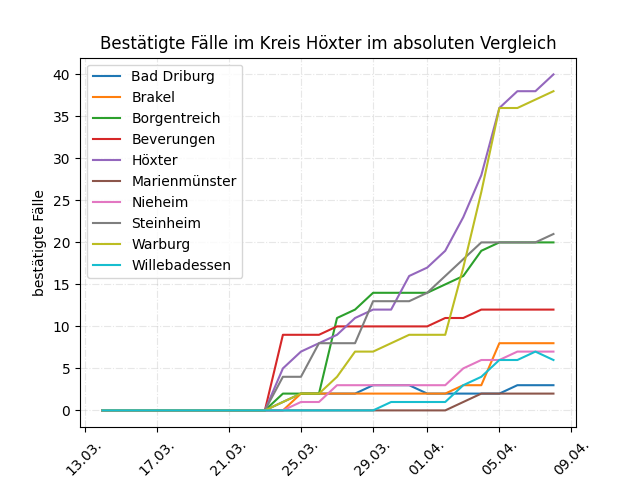 Bestätigte Fälle im Kreis Höxter im absoluten Vergleich
bestätigte Fälle
40
35
30
25
20
15
10
5
0
Bad Driburg
Brakel
Borgentreich
Beverungen
Höxter
Marienmünster
Nieheim
Steinheim
Warburg
Willebadessen
13.03. 17.03. 21.03. 25.03. 29.03. 01.04. 05.04. 09.04.